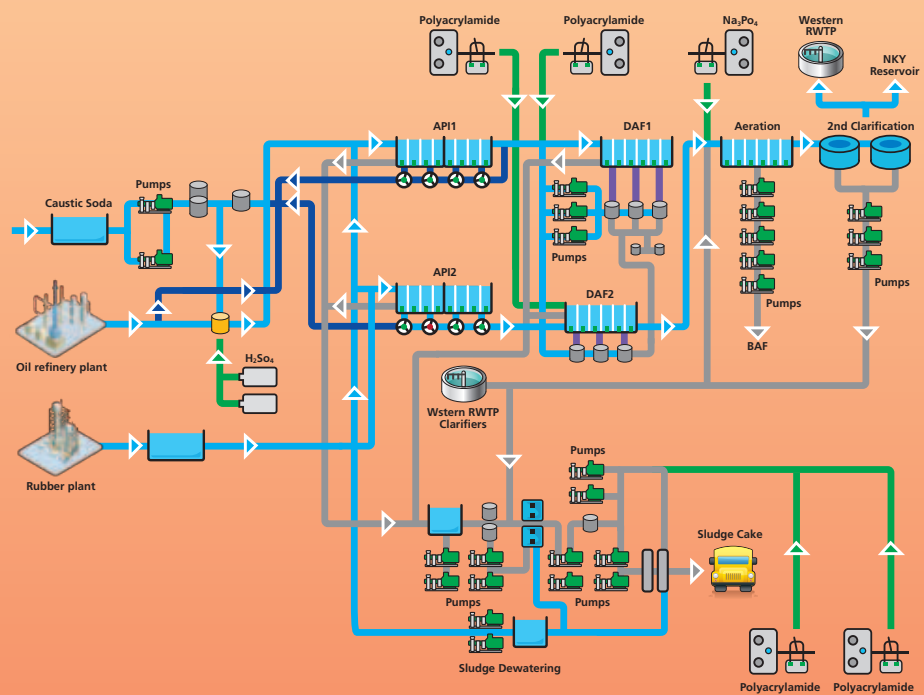 Polyacrylamide
Polyacrylamide
Na₃Po₄
Western
RWTP
NKY
Reservoir
API1
DAF1
Aeration
2nd Clarification
Pumps
Caustic Soda
Pumps
API2
DAF2
Pumps
Pumps
BAF
Oil refinery plant
H₂So₄
Wstern RWTP
Clarifiers
Rubber plant
Pumps
Sludge Cake
Pumps
Pumps
Sludge Dewatering
Polyacrylamide
Polyacrylamide